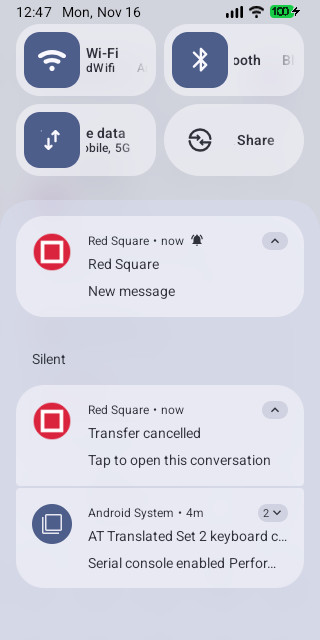 12:47 Mon, Nov 16 100
Wi-Fi
dWifi
ooth
e data
obile, 5G
Share
Red Square • now
Red Square
New message
Silent
Red Square • now
Transfer cancelled
Tap to open this conversation
Android System • 4m 2
AT Translated Set 2 keyboard c…
Serial console enabled Perfor…